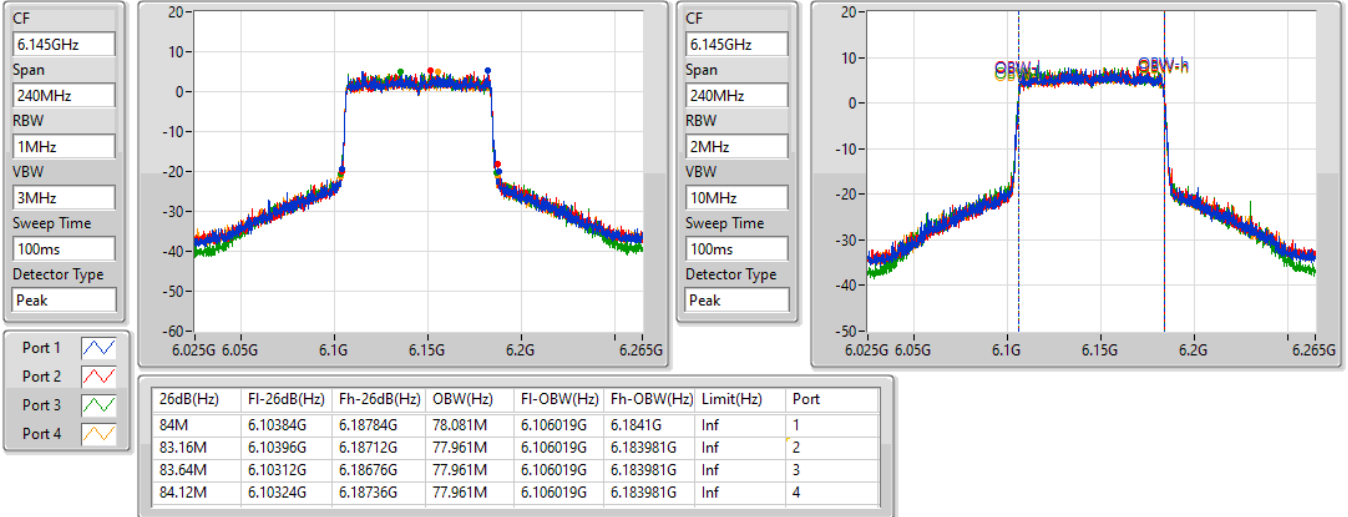 CF
6.145GHz
Span
240MHz
RBW
1MHz
VBW
3MHz
Sweep Time
100ms
Detector Type
Peak
20
10
0
-10
-20
-30
-40
-50
-60
6.025G 6.05G 6.1G 6.15G 6.2G 6.265G
CF
6.145GHz
Span
240MHz
RBW
2MHz
VBW
10MHz
Sweep Time
100ms
Detector Type
Peak
20
10
0
-10
-20
-30
-40
-50
OBW-l OBW-h
6.025G 6.05G 6.1G 6.15G 6.2G 6.265G
Port 1
Port 2
Port 3
Port 4
26dB(Hz) Fl-26dB(Hz) Fh-26dB(Hz) OBW(Hz) Fl-OBW(Hz) Fh-OBW(Hz) Limit(Hz) Port
84M 6.10384G 6.18784G 78.081M 6.106019G 6.1841G Inf 1
83.16M 6.10396G 6.18712G 77.961M 6.106019G 6.183981G Inf 2
83.64M 6.10312G 6.18676G 77.961M 6.106019G 6.183981G Inf 3
84.12M 6.10324G 6.18736G 77.961M 6.106019G 6.183981G Inf 4